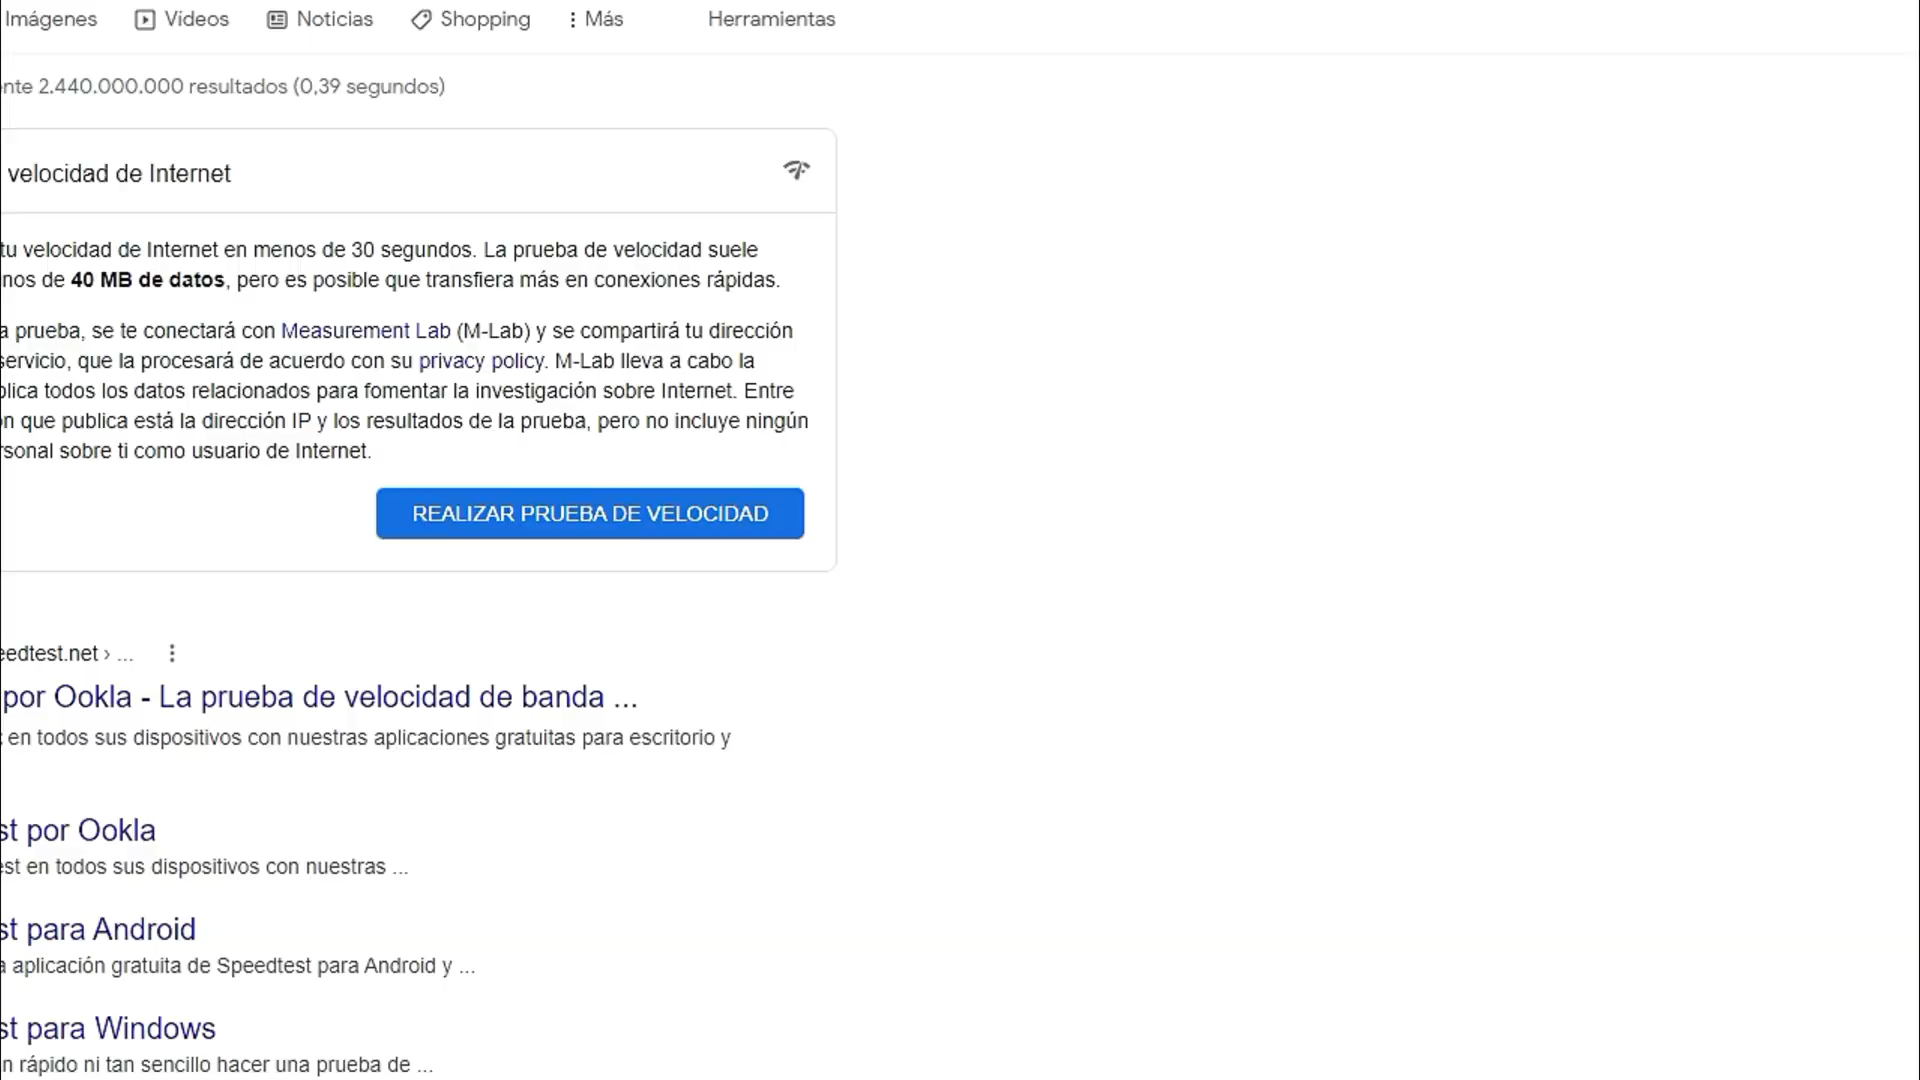 Imágenes Vídeos Noticias Shopping Más Herramientas
2.440.000.000 resultados (0,39 segundos)
velocidad de Internet
tu velocidad de Internet en menos de 30 segundos. La prueba de velocidad suele
de 40 MB de datos, pero es posible que transfiera más en conexiones rápidas.
prueba, se te conectará con Measurement Lab (M-Lab) y se compartirá tu dirección
servicio, que la procesará de acuerdo con su privacy policy. M-Lab lleva a cabo la
todos los datos relacionados para fomentar la investigación sobre Internet. Entre
que publica está la dirección IP y los resultados de la prueba, pero no incluye ningún
sobre ti como usuario de Internet.
REALIZAR PRUEBA DE VELOCIDAD
eedtest.net › ...
por Ookla - La prueba de velocidad de banda ...
en todos sus dispositivos con nuestras aplicaciones gratuitas para escritorio y
st por Ookla
est en todos sus dispositivos con nuestras ...
st para Android
a aplicación gratuita de Speedtest para Android y ...
st para Windows
n rápido ni tan sencillo hacer una prueba de ...